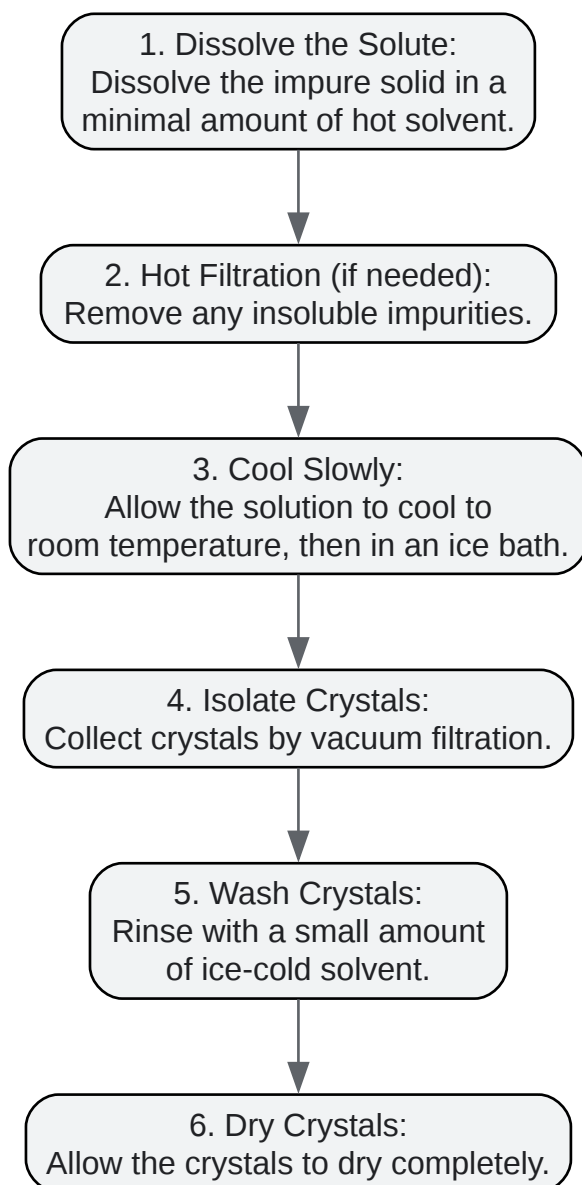 1. Dissolve the Solute:
Dissolve the impure solid in a
minimal amount of hot solvent.
2. Hot Filtration (if needed):
Remove any insoluble impurities.
3. Cool Slowly:
Allow the solution to cool to
room temperature, then in an ice bath.
4. Isolate Crystals:
Collect crystals by vacuum filtration.
5. Wash Crystals:
Rinse with a small amount
of ice-cold solvent.
6. Dry Crystals:
Allow the crystals to dry completely.